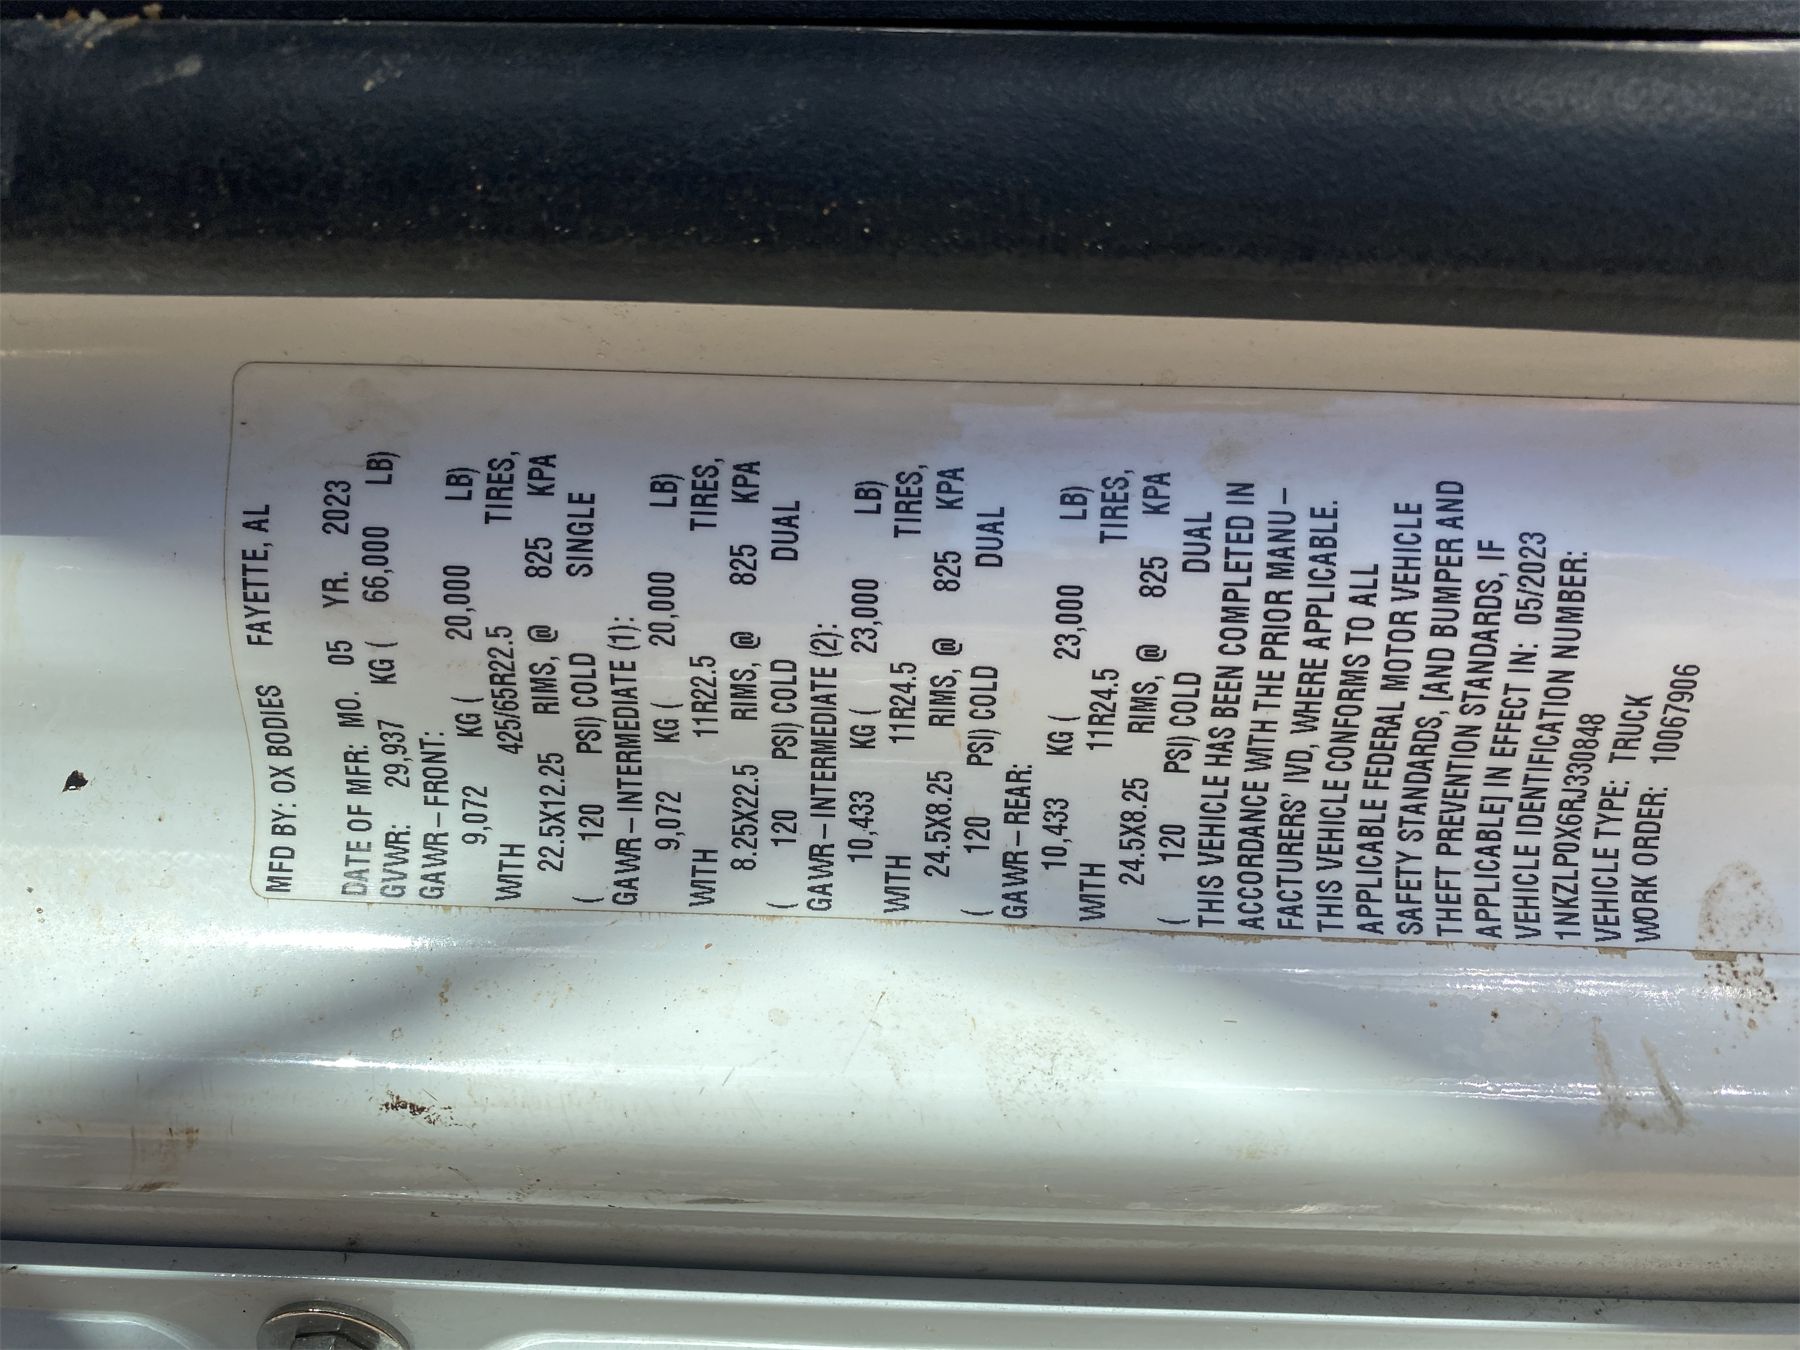 MFD BY: OX BODIES FAYETTE, AL
DATE OF MFR: MO. 05 YR. 2023
GVWR: 29,937 KG ( 66,000 LB)
GAWR-FRONT:
9,072 KG ( 20,000 LB)
WITH 425/65R22.5 TIRES,
22.5X12.25 RIMS, @ 825 KPA
( 120 PSI) COLD SINGLE
GAWR-INTERMEDIATE (1):
9,072 KG ( 20,000 LB)
WITH 11R22.5 TIRES,
8.25X22.5 RIMS, @ 825 KPA
( 120 PSI) COLD DUAL
GAWR-INTERMEDIATE (2):
10,433 KG ( 23,000 LB)
WITH 11R24.5 TIRES,
24.5X8.25 RIMS, @ 825 KPA
( 120 PSI) COLD DUAL
GAWR-REAR:
10,433 KG ( 23,000 LB)
WITH 11R24.5 TIRES,
24.5X8.25 RIMS, @ 825 KPA
( 120 PSI) COLD DUAL
THIS VEHICLE HAS BEEN COMPLETED IN
ACCORDANCE WITH THE PRIOR MANU-
FACTURERS' IVD, WHERE APPLICABLE.
THIS VEHICLE CONFORMS TO ALL
APPLICABLE FEDERAL MOTOR VEHICLE
SAFETY STANDARDS, [AND BUMPER AND
THEFT PREVENTION STANDARDS, IF
APPLICABLE] IN EFFECT IN: 05/2023
VEHICLE IDENTIFICATION NUMBER:
1NKZLP0X6RJ330848
VEHICLE TYPE: TRUCK
WORK ORDER: 10067906